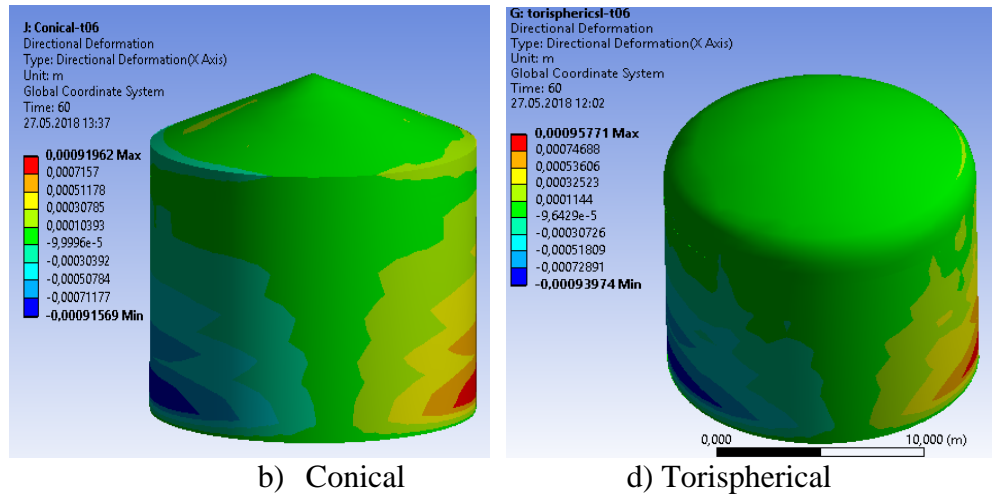 J: Conical-t06
Directional Deformation
Type: Directional Deformation(X Axis)
Unit: m
Global Coordinate System
Time: 60
27.05.2018 13:37
0,00091962 Max
0,0007157
0,00051178
0,00030785
0,00010393
-9,9996e-5
-0,00030392
-0,00050784
-0,00071177
-0,00091569 Min
G: torisphericsl-t06
Directional Deformation
Type: Directional Deformation(X Axis)
Unit: m
Global Coordinate System
Time: 60
27.05.2018 12:02
0,00095771 Max
0,00074688
0,00053606
0,00032523
0,0001144
-9,6429e-5
-0,00030726
-0,00051809
-0,00072891
-0,00093974 Min
0,000 10,000 (m)
b) Conical
d) Torispherical